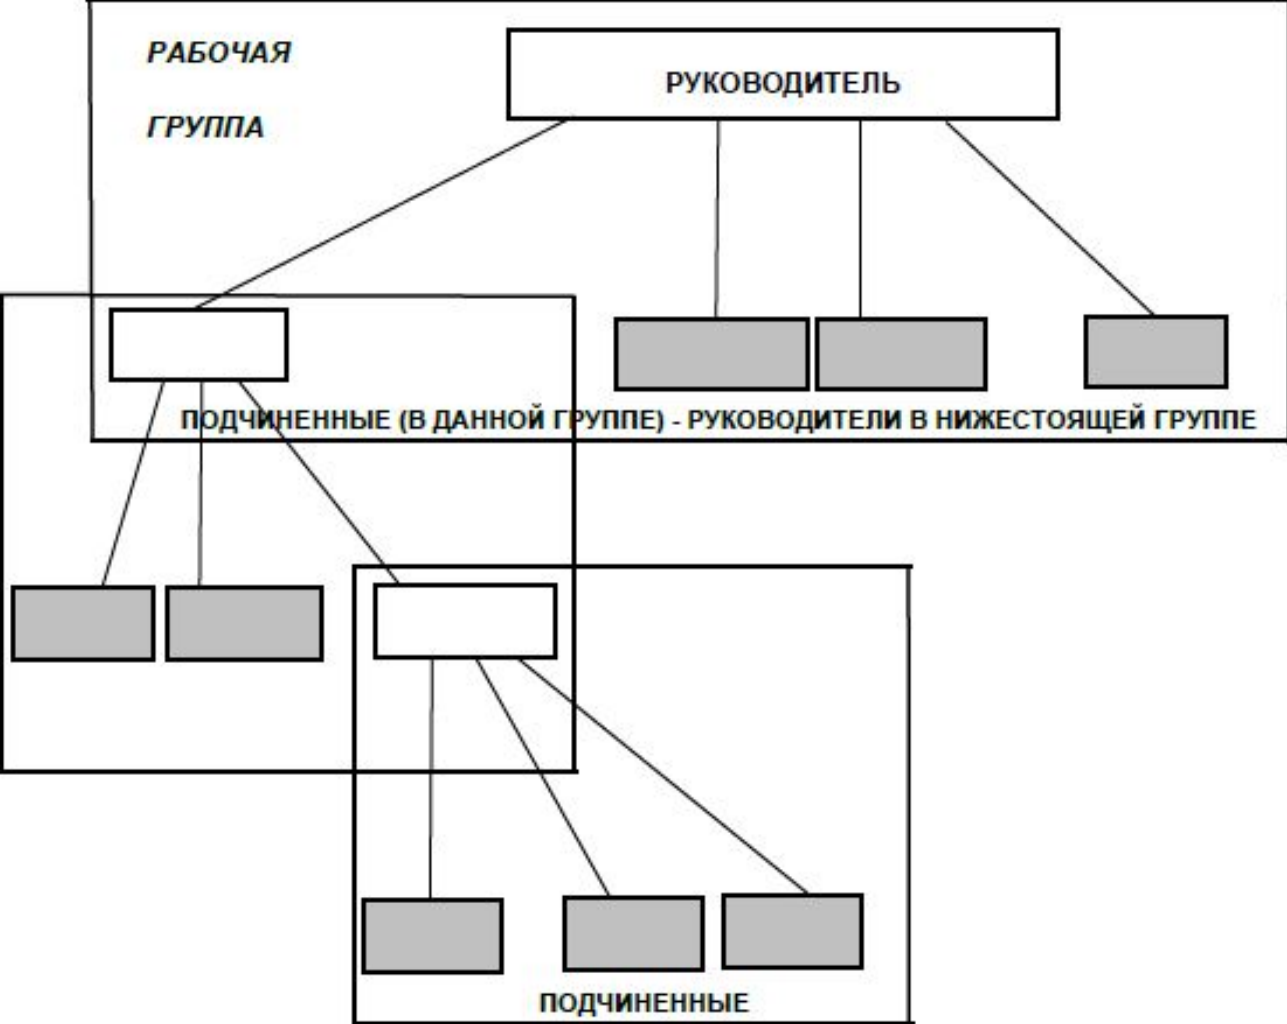 РАБОЧАЯ
ГРУППА
РУКОВОДИТЕЛЬ
ПОДЧИНЕННЫЕ (В ДАННОЙ ГРУППЕ) - РУКОВОДИТЕЛИ В НИЖЕСТОЯЩЕЙ ГРУППЕ
ПОДЧИНЕННЫЕ